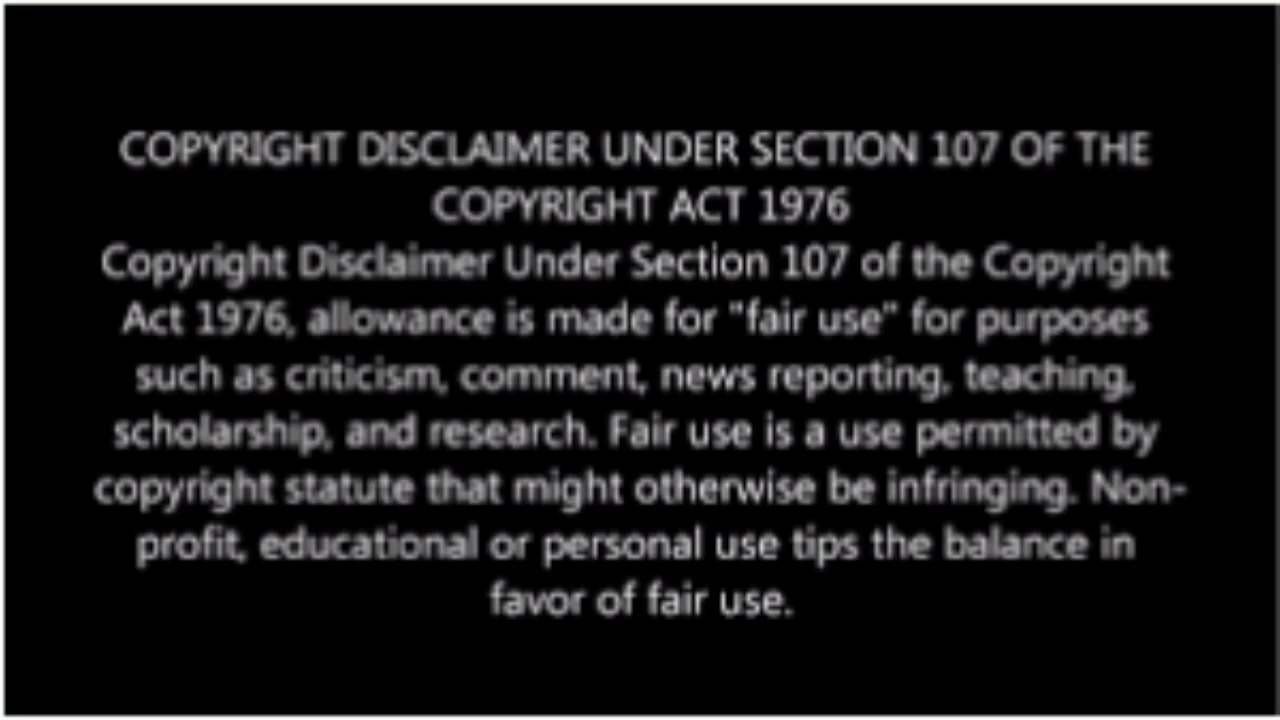 COPYRIGHT DISCLAIMER UNDER SECTION 107 OF THE
COPYRIGHT ACT 1976
Copyright Disclaimer Under Section 107 of the Copyright
Act 1976, allowance is made for "fair use" for purposes
such as criticism, comment, news reporting, teaching,
scholarship, and research. Fair use is a use permitted by
copyright statute that might otherwise be infringing. Non-
profit, educational or personal use tips the balance in
favor of fair use.